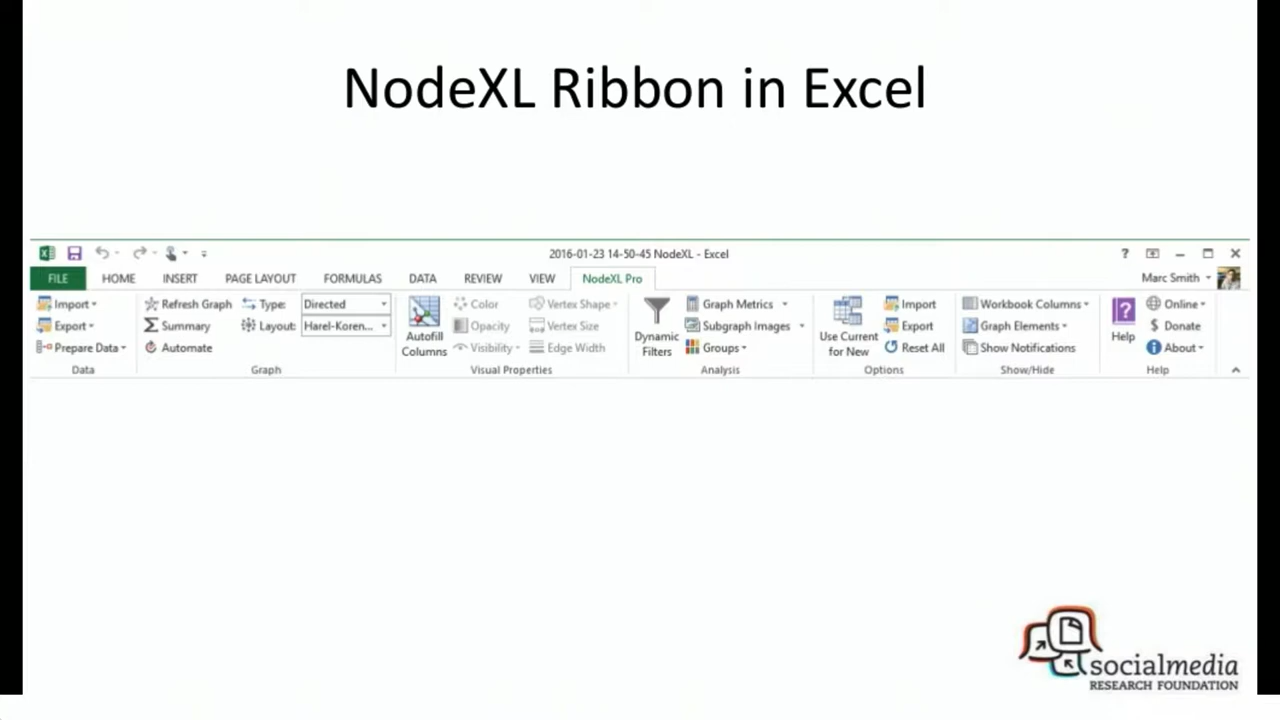 NodeXL Ribbon in Excel
2016-01-23 14-50-45 NodeXL - Excel
FILE HOME INSERT PAGE LAYOUT FORMULAS DATA REVIEW VIEW NodeXL Pro Marc Smith
Import Refresh Graph Type: Directed Color Vertex Shape Graph Metrics Import Workbook Columns Online
Export Summary Layout: Harel-Koren... Opacity Vertex Size Subgraph Images Export Graph Elements Donate
Prepare Data Automate Autofill Columns Visibility Edge Width Dynamic Filters Groups Use Current for New Reset All Show Notifications Help About
Data Graph Visual Properties Analysis Options Show/Hide Help
socialmedia
RESEARCH FOUNDATION